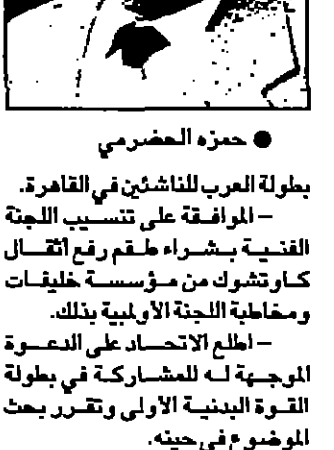 ● حمزه الحضرمي
بطولة العرب للناشئين في القاهرة.
– الموافقة على تنسيب اللجنة
الفنية بشراء طقم رفع أثقال
كاوتشوك من مؤسسة خليفات
ومخاطبة اللجنة الأولمبية بذلك.
– اطلع الاتحاد على الدعوة
الموجهة له للمشاركة في بطولة
القوة البدنية الاولى وتقرر بحث
الموضوع في حينه.